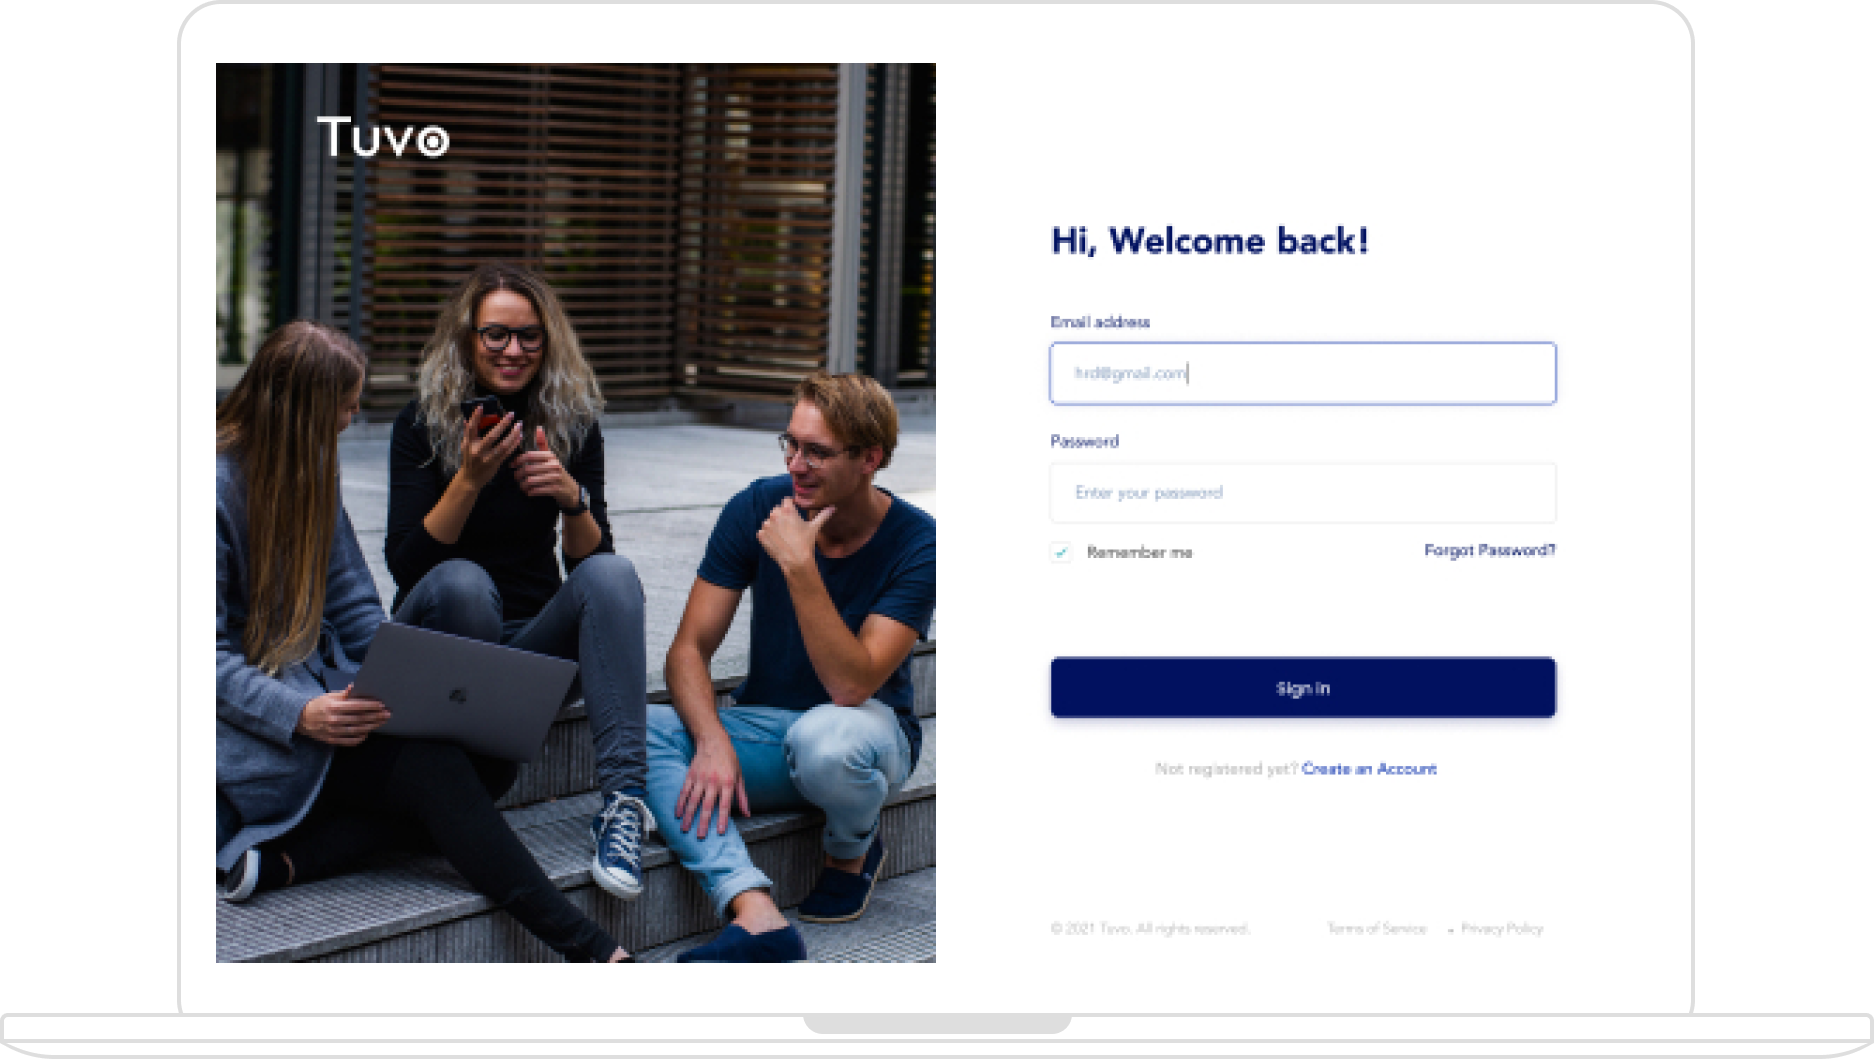 Tuvo
Hi, Welcome back!
Email address
hrd@gmail.com
Password
Enter your password
Remember me
Forgot Password?
Sign in
Not registered yet? Create an Account
© 2021 Tuvo. All rights reserved.
Terms of Service • Privacy Policy